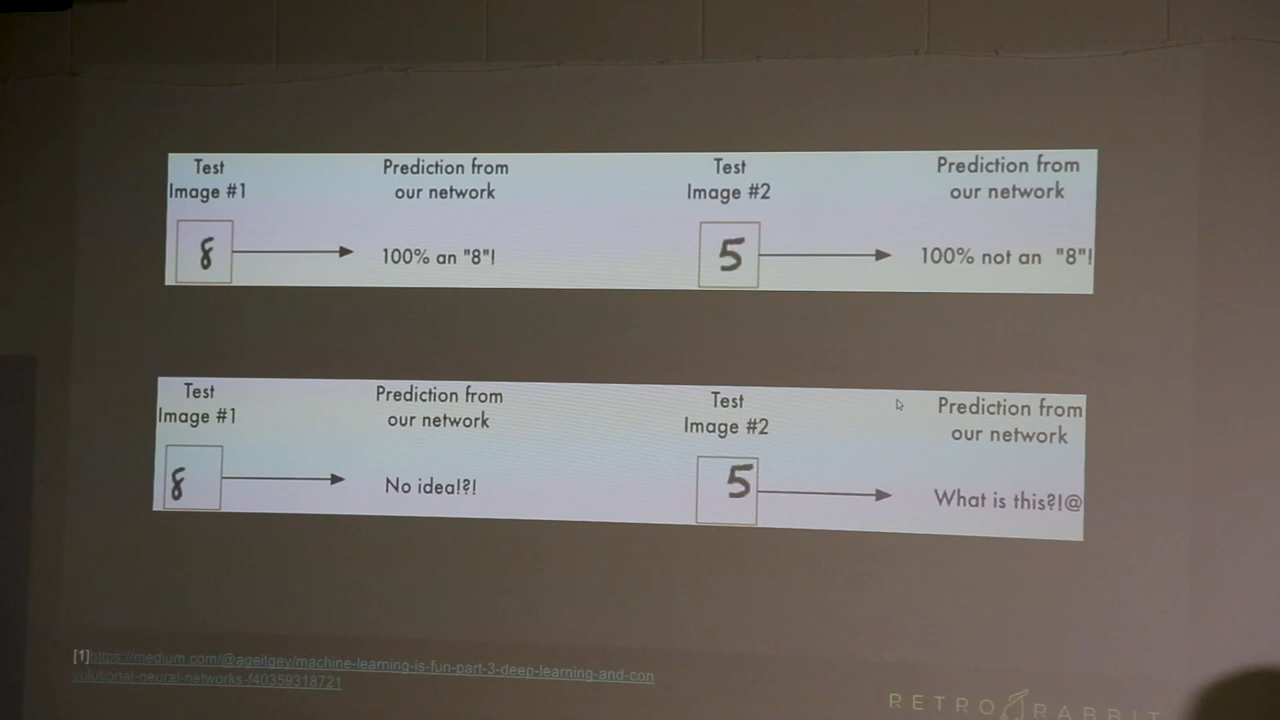 Test
Image #1
8
Prediction from
our network
100% an "8"!
Test
Image #2
5
Prediction from
our network
100% not an "8"!
Test
Image #1
8
Prediction from
our network
No idea!?!
Test
Image #2
5
Prediction from
our network
What is this?!@
[1]https://medium.com/@ageitgey/machine-learning-is-fun-part-3-deep-learning-and-con
volutional-neural-networks-f40359318721
RETRO RABBIT